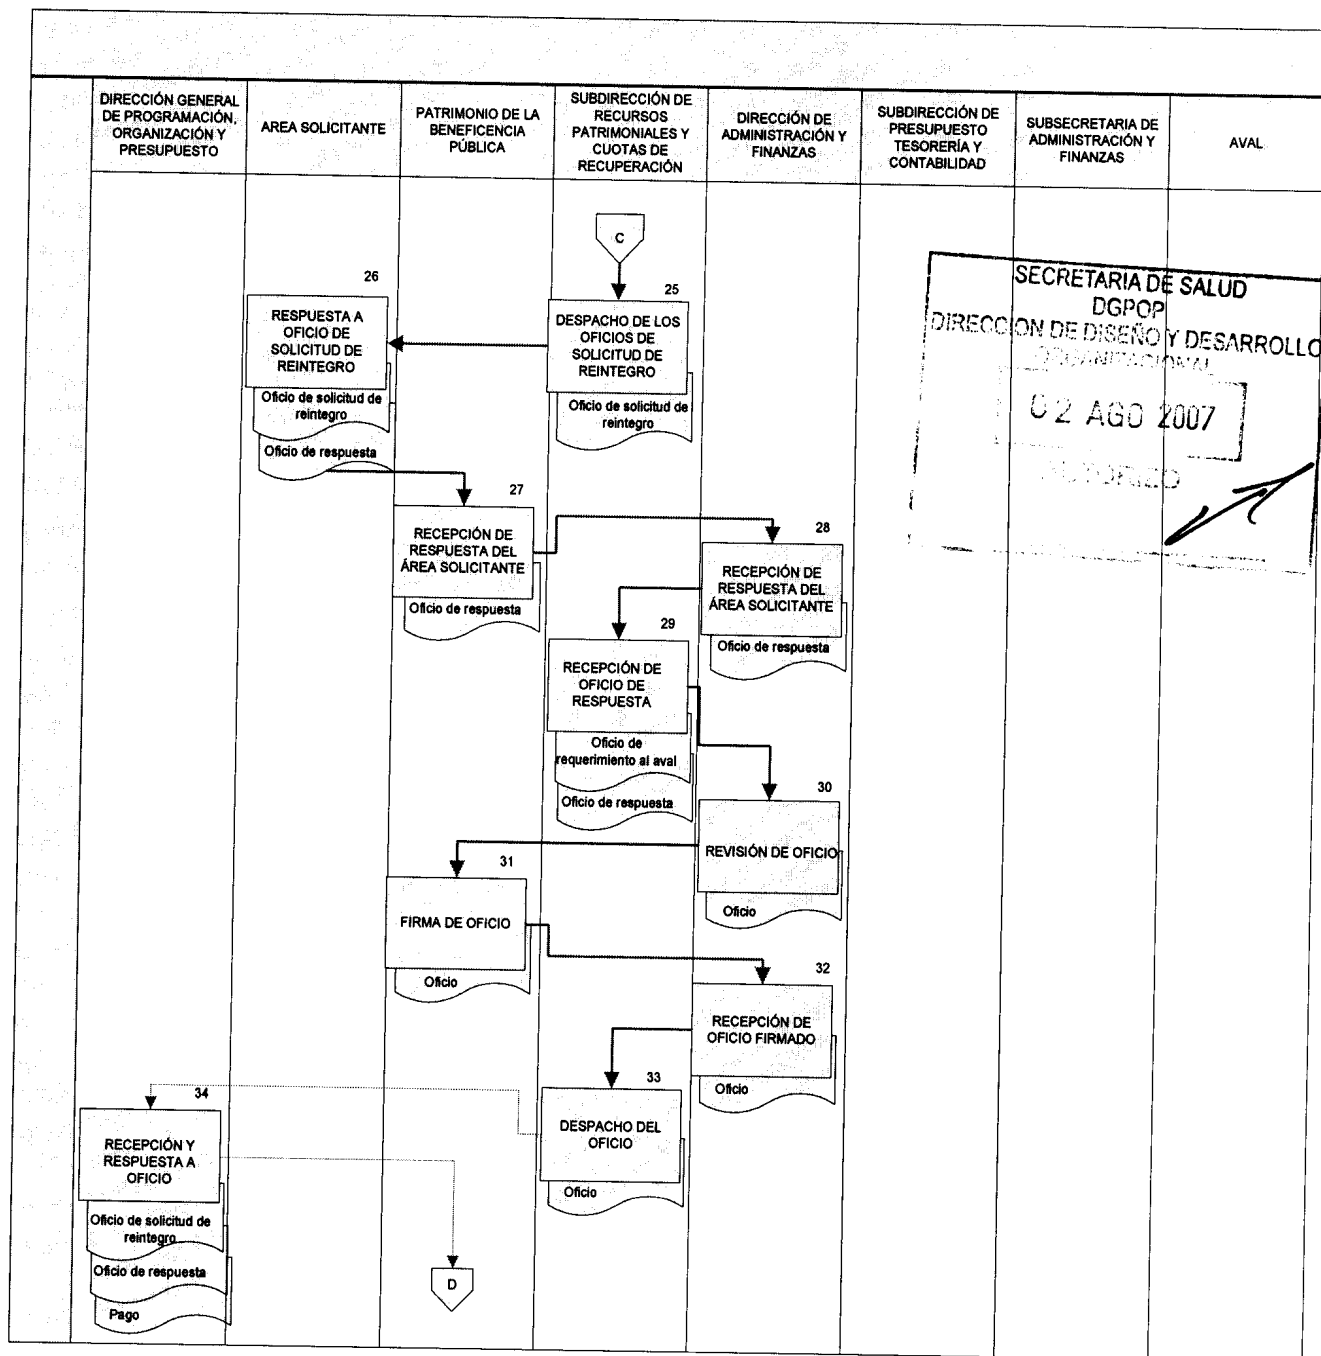 DIRECCIÓN GENERAL
DE PROGRAMACIÓN,
ORGANIZACIÓN Y
PRESUPUESTO
AREA SOLICITANTE
PATRIMONIO DE LA
BENEFICENCIA
PÚBLICA
SUBDIRECCIÓN DE
RECURSOS
PATRIMONIALES Y
CUOTAS DE
RECUPERACIÓN
DIRECCIÓN DE
ADMINISTRACIÓN Y
FINANZAS
SUBDIRECCIÓN DE
PRESUPUESTO
TESORERÍA Y
CONTABILIDAD
SUBSECRETARIA DE
ADMINISTRACIÓN Y
FINANZAS
AVAL
C
SECRETARIA DE SALUD
DGPOP
DIRECCION DE DISEÑO Y DESARROLLO
ORGANIZACIONAL
02 AGO 2007
AUTORIZO
25
DESPACHO DE LOS
OFICIOS DE
SOLICITUD DE
REINTEGRO
Oficio de solicitud de
reintegro
26
RESPUESTA A
OFICIO DE
SOLICITUD DE
REINTEGRO
Oficio de solicitud de
reintegro
Oficio de respuesta
27
RECEPCIÓN DE
RESPUESTA DEL
ÁREA SOLICITANTE
Oficio de respuesta
28
RECEPCIÓN DE
RESPUESTA DEL
ÁREA SOLICITANTE
Oficio de respuesta
29
RECEPCIÓN DE
OFICIO DE
RESPUESTA
Oficio de
requerimiento al aval
Oficio de respuesta
30
REVISIÓN DE OFICIO
Oficio
31
FIRMA DE OFICIO
Oficio
32
RECEPCIÓN DE
OFICIO FIRMADO
Oficio
33
DESPACHO DEL
OFICIO
Oficio
34
RECEPCIÓN Y
RESPUESTA A
OFICIO
Oficio de solicitud de
reintegro
Oficio de respuesta
Pago
D